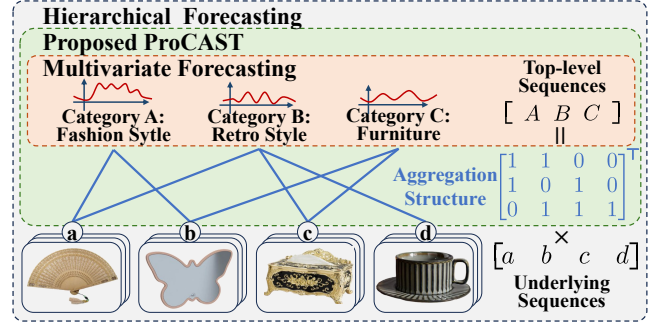 Hierarchical Forecasting
Proposed ProCAST
Multivariate Forecasting
Top-level
Sequences
Category A:
Fashion Sytle
Category B:
Retro Style
Category C:
Furniture
[ A B C ]
||
Aggregation
Structure
[1 1 0 0
1 0 1 0
0 1 1 1]⊤
a
b
c
d
×
[a b c d]
Underlying
Sequences